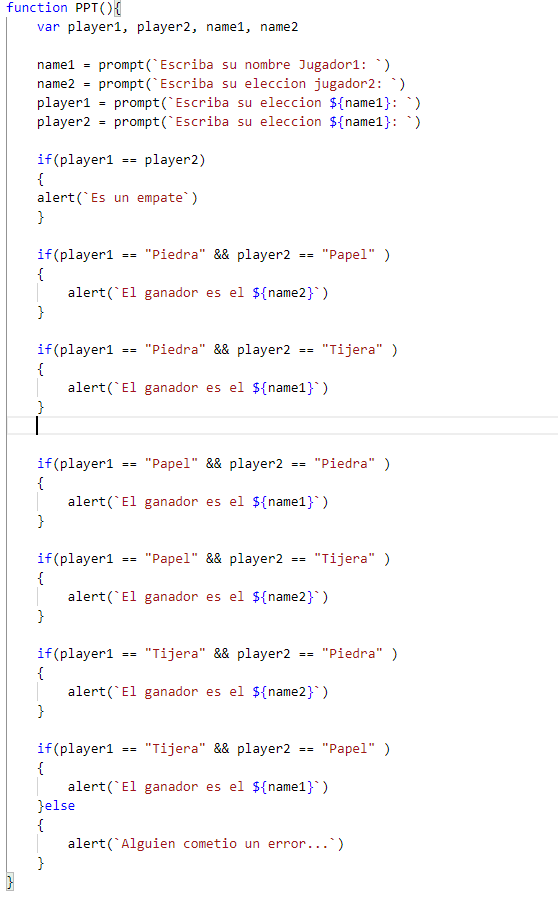 function PPT(){
    var player1, player2, name1, name2

    name1 = prompt(`Escriba su nombre Jugador1: `)
    name2 = prompt(`Escriba su eleccion jugador2: `)
    player1 = prompt(`Escriba su eleccion ${name1}: `)
    player2 = prompt(`Escriba su eleccion ${name1}: `)

    if(player1 == player2)
    {
    alert(`Es un empate`)
    }

    if(player1 == "Piedra" && player2 == "Papel" )
    {
        alert(`El ganador es el ${name2}`)
    }

    if(player1 == "Piedra" && player2 == "Tijera" )
    {
        alert(`El ganador es el ${name1}`)
    }

    if(player1 == "Papel" && player2 == "Piedra" )
    {
        alert(`El ganador es el ${name1}`)
    }

    if(player1 == "Papel" && player2 == "Tijera" )
    {
        alert(`El ganador es el ${name2}`)
    }

    if(player1 == "Tijera" && player2 == "Piedra" )
    {
        alert(`El ganador es el ${name2}`)
    }

    if(player1 == "Tijera" && player2 == "Papel" )
    {
        alert(`El ganador es el ${name1}`)
    }else
    {
        alert(`Alguien cometio un error...`)
    }
}